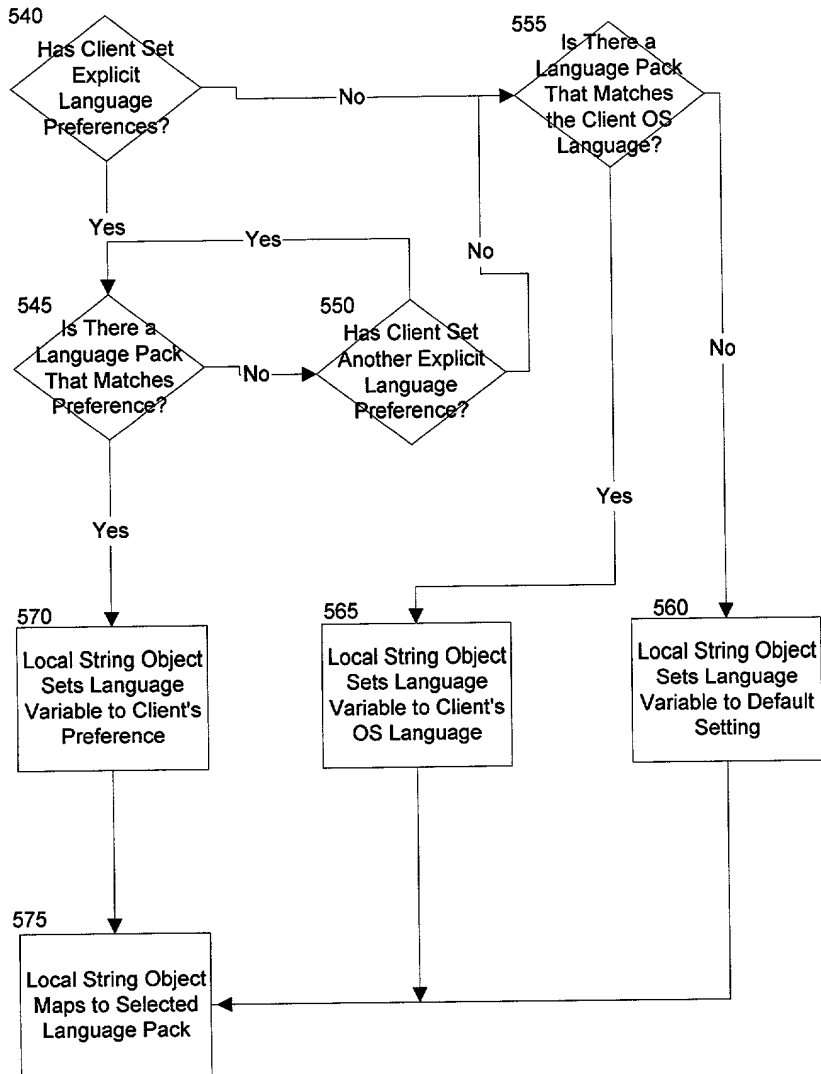 540
Has Client Set
Explicit
Language
Preferences?
No
555
Is There a
Language Pack
That Matches
the Client OS
Language?
Yes
Yes
No
545
Is There a
Language Pack
That Matches
Preference?
No
550
Has Client Set
Another Explicit
Language
Preference?
No
Yes
Yes
570
Local String Object
Sets Language
Variable to Client's
Preference
565
Local String Object
Sets Language
Variable to Client's
OS Language
560
Local String Object
Sets Language
Variable to Default
Setting
575
Local String Object
Maps to Selected
Language Pack